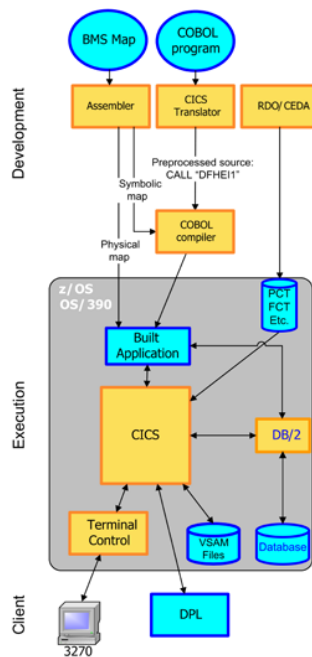 BMS Map
COBOL
program
Development
Assembler
CICS
Translator
RDO/CEDA
Preprocessed source:
CALL "DFHEI1"
Symbolic
map
COBOL
compiler
Physical
map
z/OS
OS/390
PCT
FCT
Etc.
Built
Application
Execution
CICS
DB/2
Terminal
Control
VSAM
Files
Database
Client
DPL
3270